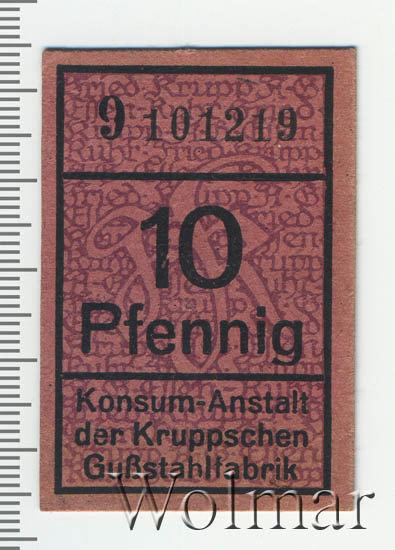 9 101219
10
Pfennig
Konsum-Anstalt
der Kruppschen
Gußstahlfabrik
Wolmar